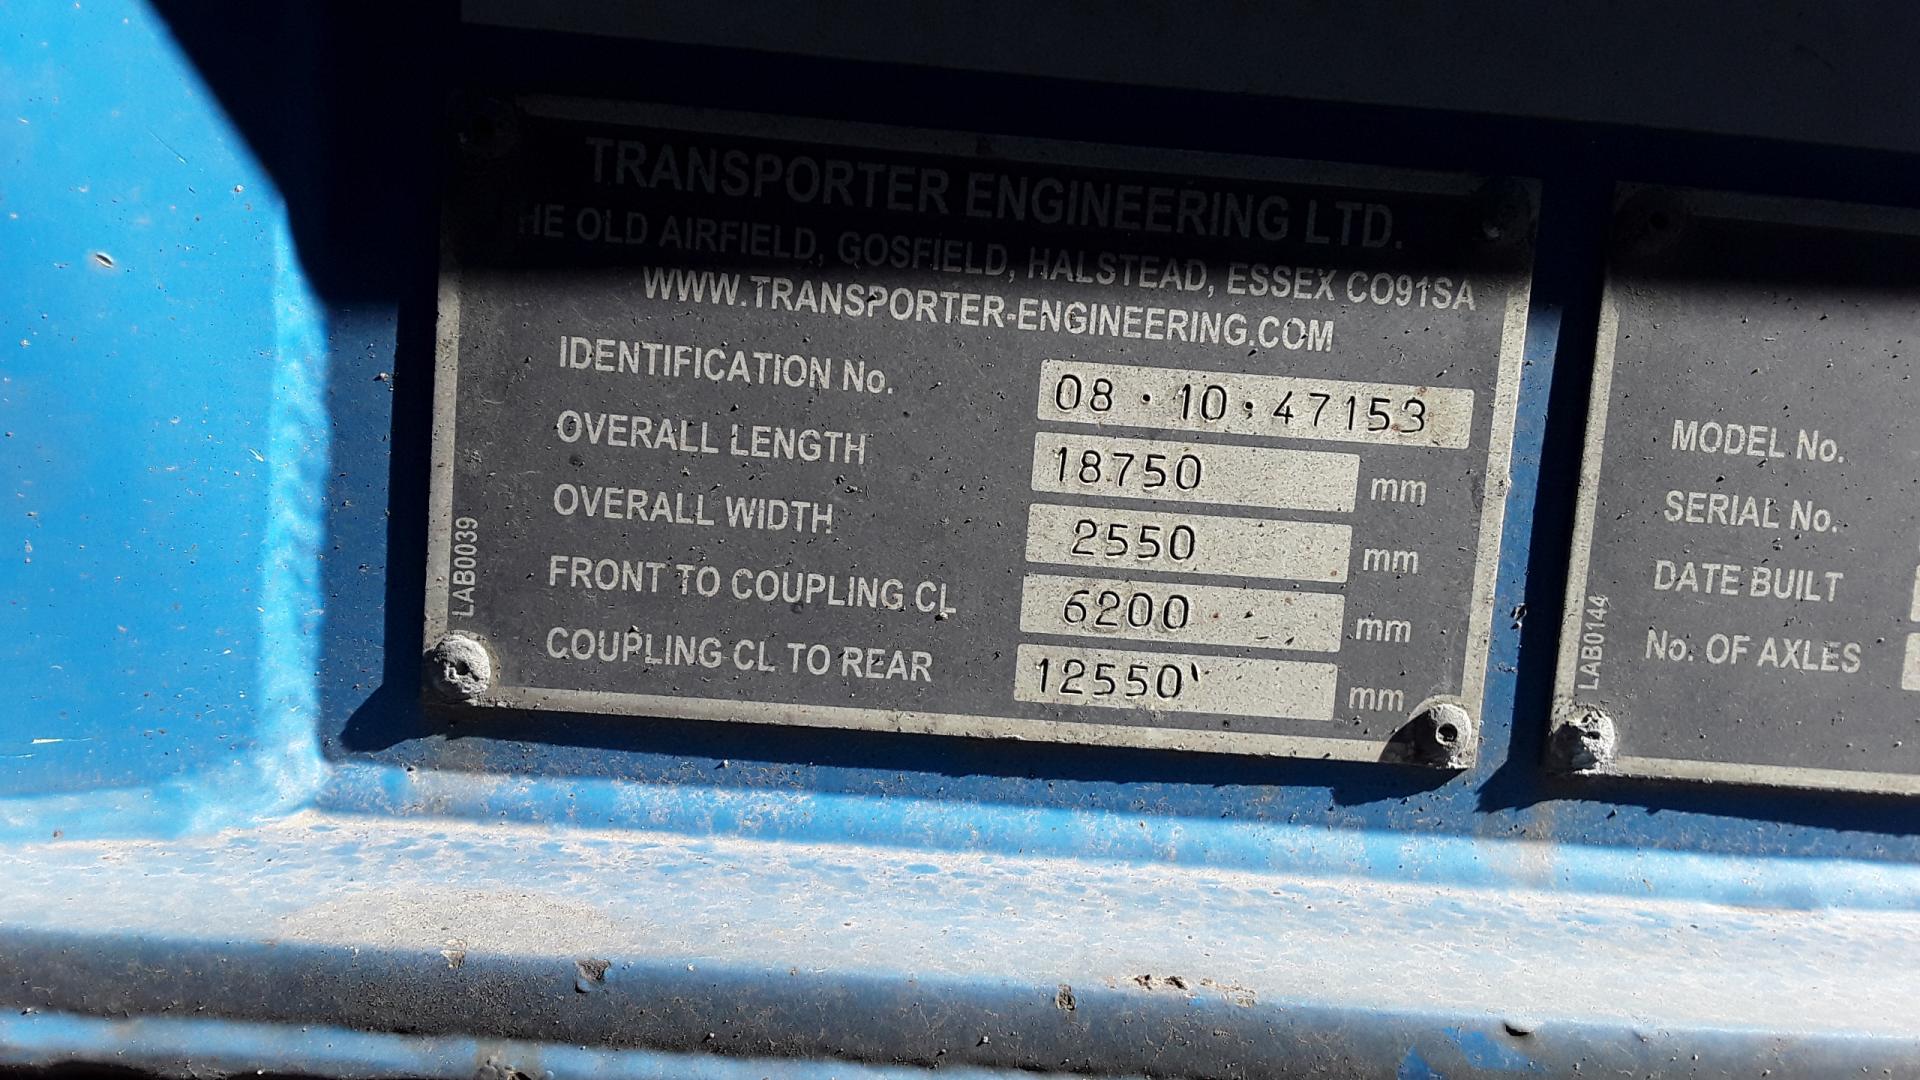 TRANSPORTER ENGINEERING LTD.
THE OLD AIRFIELD, GOSFIELD, HALSTEAD, ESSEX CO91SA
WWW.TRANSPORTER-ENGINEERING.COM
IDENTIFICATION No. 08 · 10 · 47153
OVERALL LENGTH 18750 mm
OVERALL WIDTH 2550 mm
FRONT TO COUPLING CL 6200 mm
COUPLING CL TO REAR 12550 mm
LAB0039
MODEL No.
SERIAL No.
DATE BUILT
No. OF AXLES
LAB0144